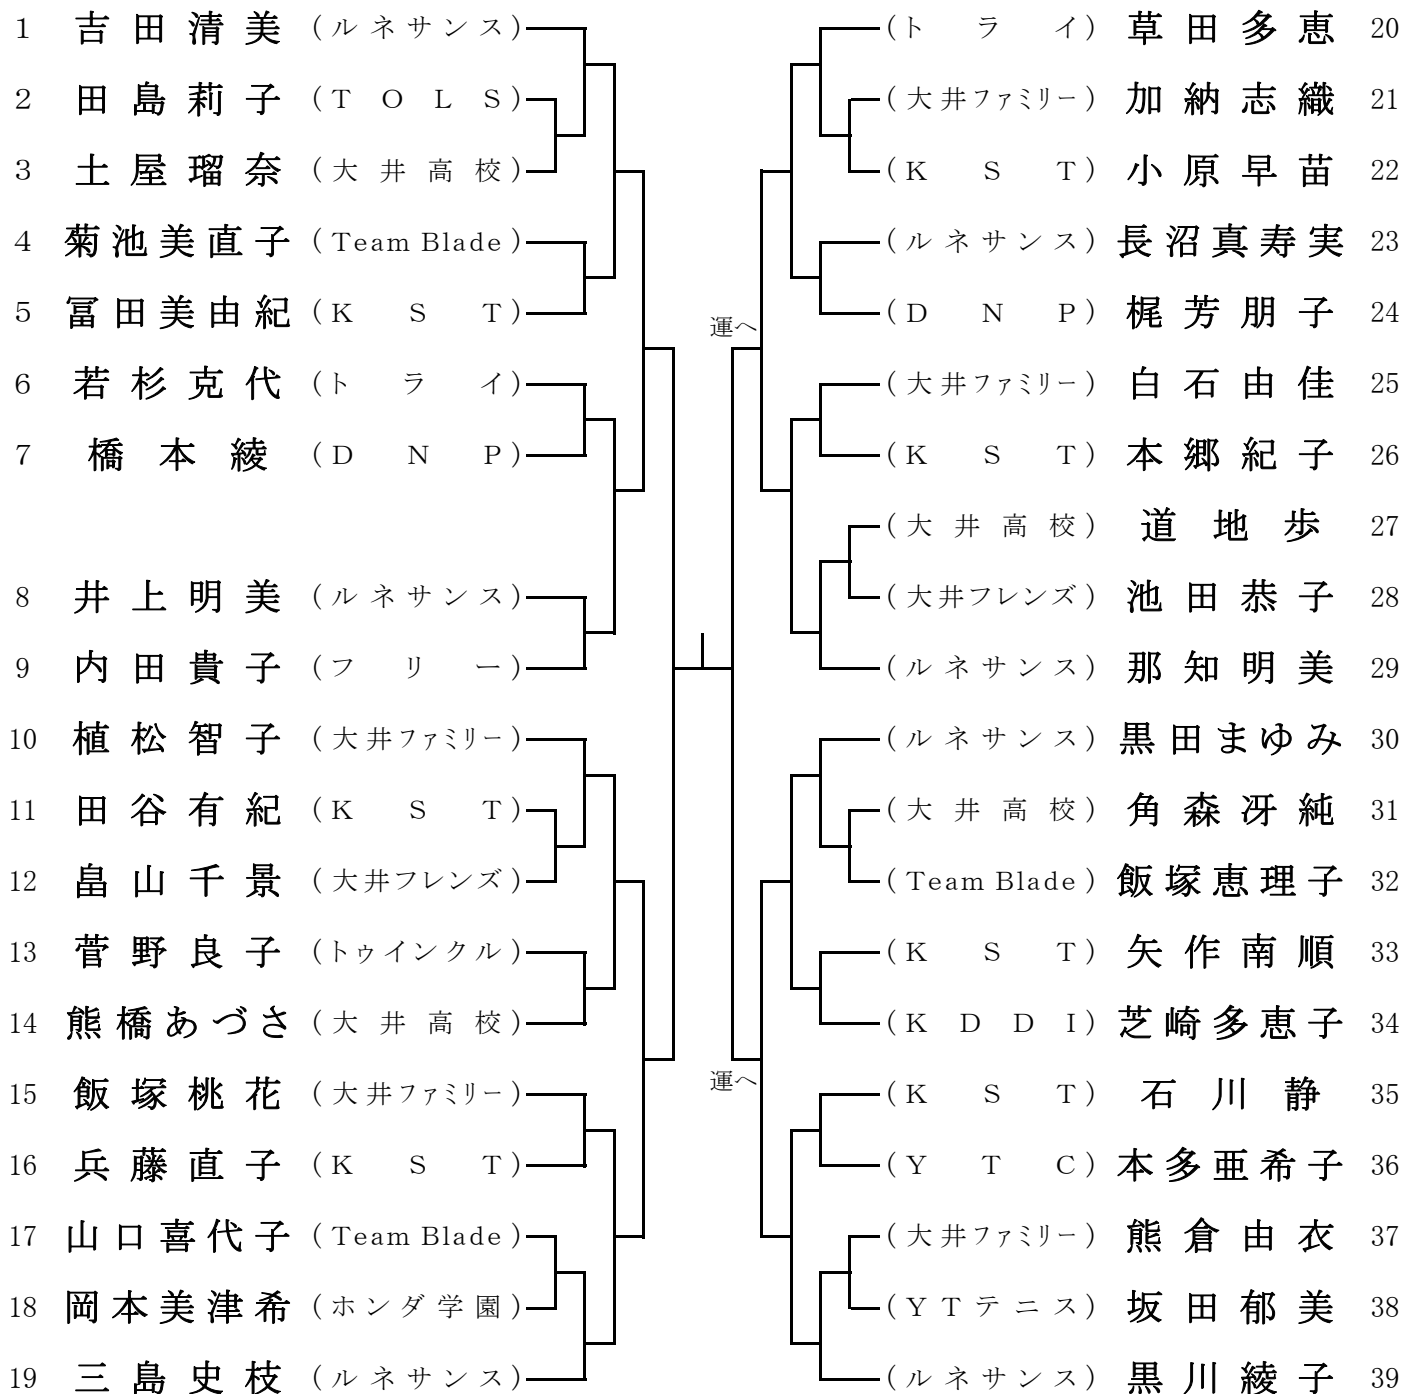 1 吉田清美 (ルネサンス)
2 田島莉子 (TOLS)
3 土屋瑠奈 (大井高校)
4 菊池美直子 (Team Blade)
5 冨田美由紀 (KST)
6 若杉克代 (トライ)
7 橋本綾 (DNP)
8 井上明美 (ルネサンス)
9 内田貴子 (フリー)
10 植松智子 (大井ファミリー)
11 田谷有紀 (KST)
12 畠山千景 (大井フレンズ)
13 菅野良子 (トゥインクル)
14 熊橋あづさ (大井高校)
15 飯塚桃花 (大井ファミリー)
16 兵藤直子 (KST)
17 山口喜代子 (Team Blade)
18 岡本美津希 (ホンダ学園)
19 三島史枝 (ルネサンス)
運へ
運へ
(トライ) 草田多恵 20
(大井ファミリー) 加納志織 21
(KST) 小原早苗 22
(ルネサンス) 長沼真寿実 23
(DNP) 梶芳朋子 24
(大井ファミリー) 白石由佳 25
(KST) 本郷紀子 26
(大井高校) 道地歩 27
(大井フレンズ) 池田恭子 28
(ルネサンス) 那知明美 29
(ルネサンス) 黒田まゆみ 30
(大井高校) 角森冴純 31
(Team Blade) 飯塚恵理子 32
(KST) 矢作南順 33
(KDDI) 芝崎多恵子 34
(KST) 石川静 35
(YTC) 本多亜希子 36
(大井ファミリー) 熊倉由衣 37
(YTテニス) 坂田郁美 38
(ルネサンス) 黒川綾子 39